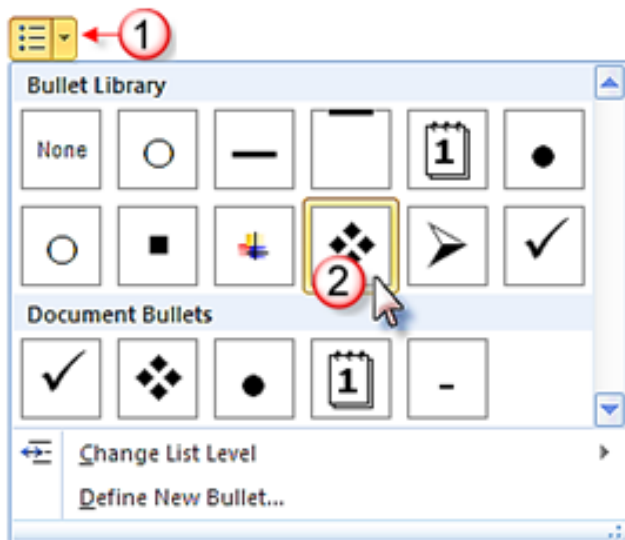 1
Bullet Library
None
1
2
Document Bullets
1
Change List Level
Define New Bullet...